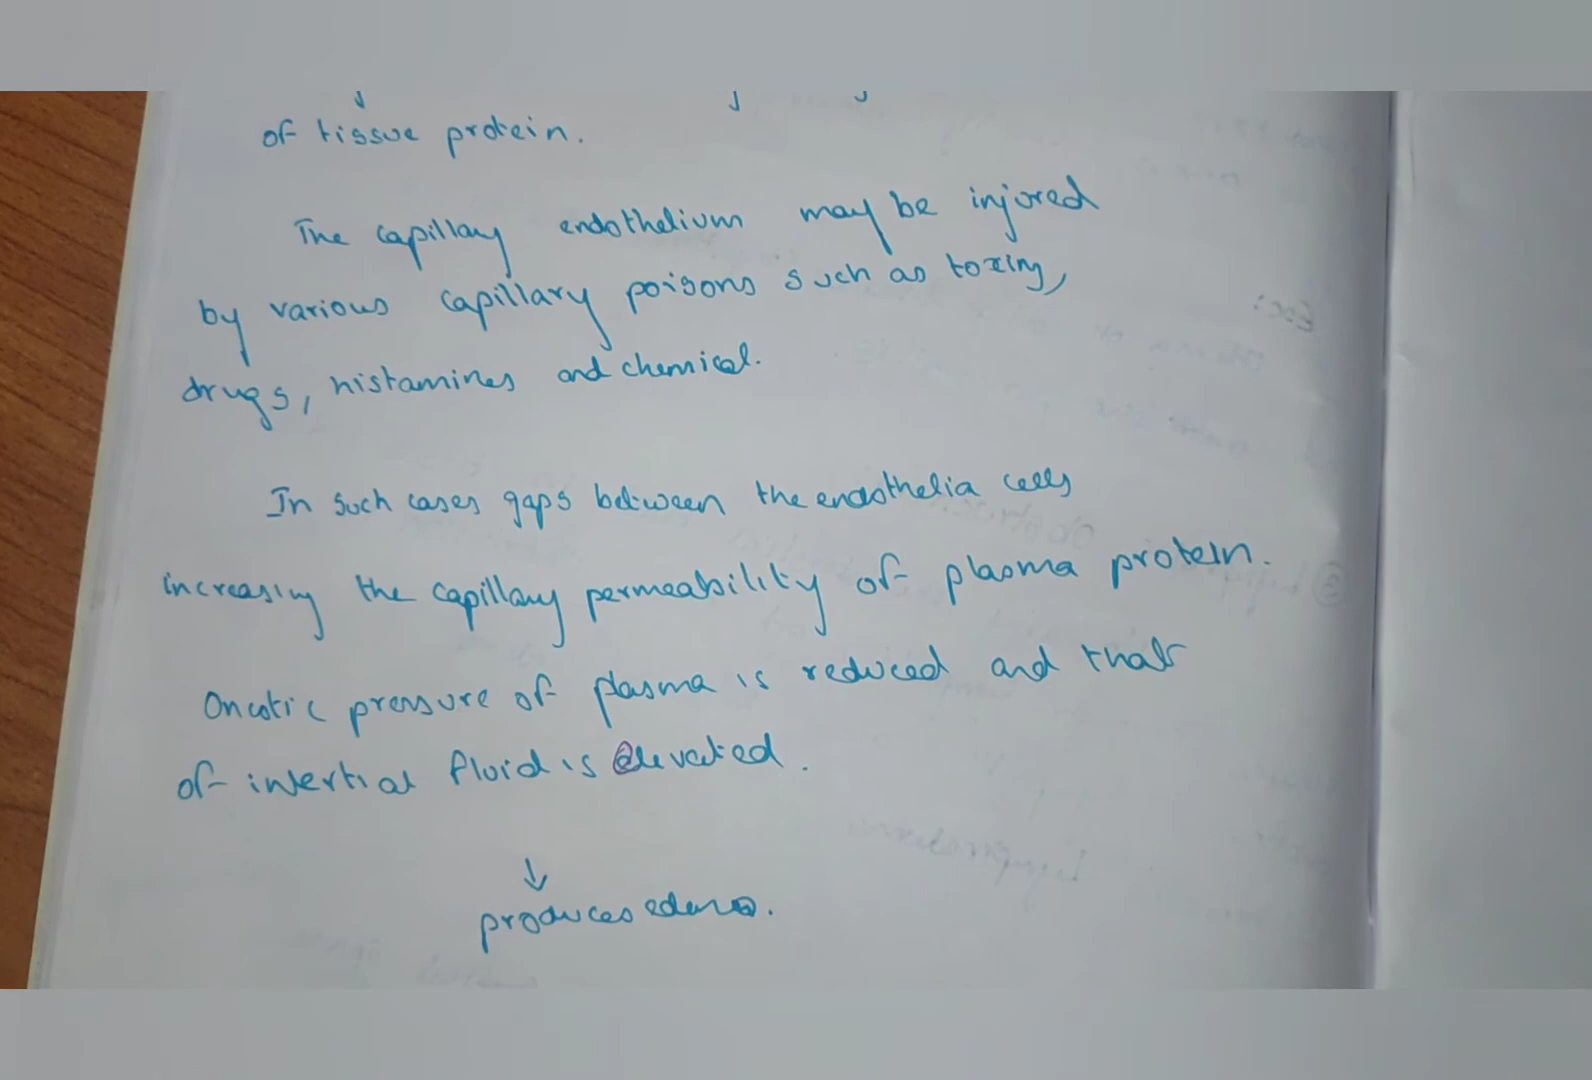 of tissue protein.
The capillary endothelium may be injured
by various capillary poisons such as toxins,
drugs, histamines and chemical.
In such cases gaps between the endothelia cells
increasing the capillary permeability of plasma protein.
Oncotic pressure of plasma is reduced and that
of intertial fluid is elevated.
↓
produces edema.